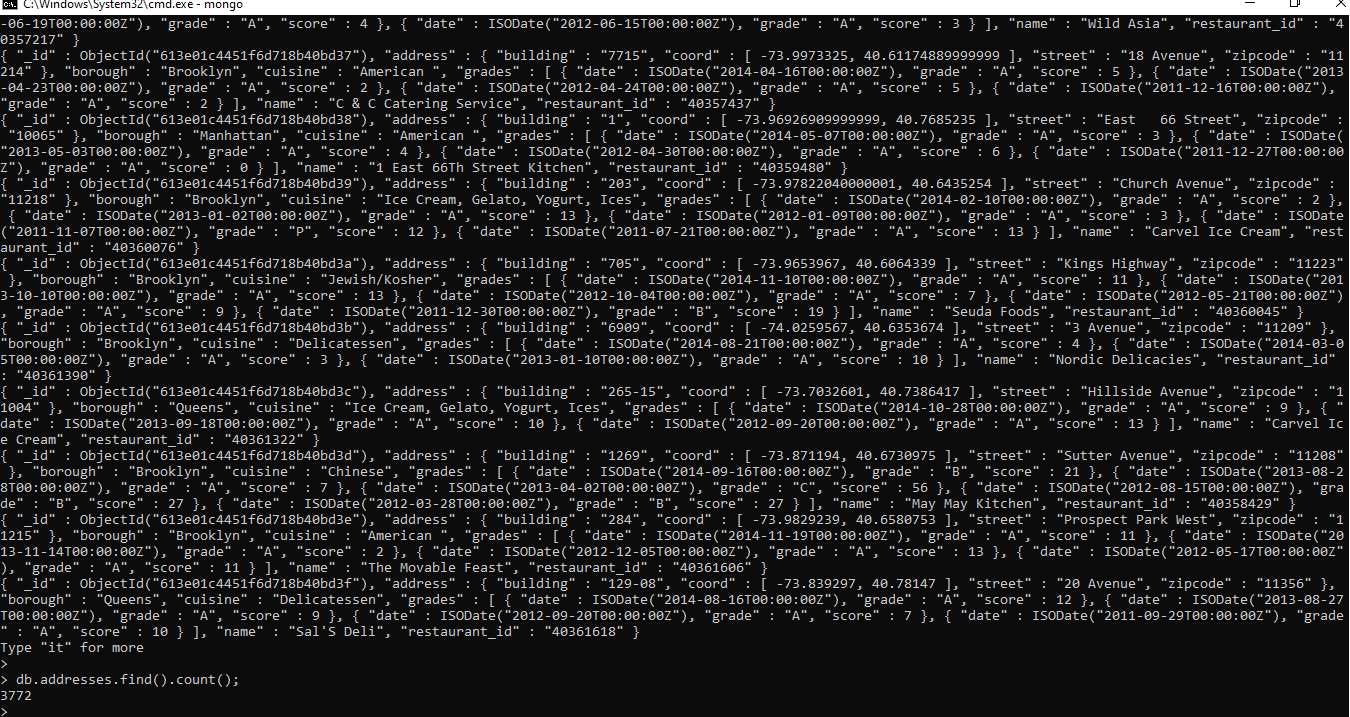 C:\Windows\System32\cmd.exe - mongo
-06-19T00:00:00Z"), "grade" : "A", "score" : 4 }, { "date" : ISODate("2012-06-15T00:00:00Z"), "grade" : "A", "score" : 3 } ], "name" : "Wild Asia", "restaurant_id" : "4
0357217" }
{ "_id" : ObjectId("613e01c4451f6d718b40bd37"), "address" : { "building" : "7715", "coord" : [ -73.9973325, 40.61174889999999 ], "street" : "18 Avenue", "zipcode" : "11
214" }, "borough" : "Brooklyn", "cuisine" : "American ", "grades" : [ { "date" : ISODate("2014-04-16T00:00:00Z"), "grade" : "A", "score" : 5 }, { "date" : ISODate("2013
-04-23T00:00:00Z"), "grade" : "A", "score" : 2 }, { "date" : ISODate("2012-04-24T00:00:00Z"), "grade" : "A", "score" : 5 }, { "date" : ISODate("2011-12-16T00:00:00Z"),
"grade" : "A", "score" : 2 } ], "name" : "C & C Catering Service", "restaurant_id" : "40357437" }
{ "_id" : ObjectId("613e01c4451f6d718b40bd38"), "address" : { "building" : "1", "coord" : [ -73.96926909999999, 40.7685235 ], "street" : "East   66 Street", "zipcode" :
"10065" }, "borough" : "Manhattan", "cuisine" : "American ", "grades" : [ { "date" : ISODate("2014-05-07T00:00:00Z"), "grade" : "A", "score" : 3 }, { "date" : ISODate(
"2013-05-03T00:00:00Z"), "grade" : "A", "score" : 4 }, { "date" : ISODate("2012-04-30T00:00:00Z"), "grade" : "A", "score" : 6 }, { "date" : ISODate("2011-12-27T00:00:00
Z"), "grade" : "A", "score" : 0 } ], "name" : "1 East 66Th Street Kitchen", "restaurant_id" : "40359480" }
{ "_id" : ObjectId("613e01c4451f6d718b40bd39"), "address" : { "building" : "203", "coord" : [ -73.97822040000001, 40.6435254 ], "street" : "Church Avenue", "zipcode" :
"11218" }, "borough" : "Brooklyn", "cuisine" : "Ice Cream, Gelato, Yogurt, Ices", "grades" : [ { "date" : ISODate("2014-02-10T00:00:00Z"), "grade" : "A", "score" : 2 },
{ "date" : ISODate("2013-01-02T00:00:00Z"), "grade" : "A", "score" : 13 }, { "date" : ISODate("2012-01-09T00:00:00Z"), "grade" : "A", "score" : 3 }, { "date" : ISODate
("2011-11-07T00:00:00Z"), "grade" : "P", "score" : 12 }, { "date" : ISODate("2011-07-21T00:00:00Z"), "grade" : "A", "score" : 13 } ], "name" : "Carvel Ice Cream", "rest
aurant_id" : "40360076" }
{ "_id" : ObjectId("613e01c4451f6d718b40bd3a"), "address" : { "building" : "705", "coord" : [ -73.9653967, 40.6064339 ], "street" : "Kings Highway", "zipcode" : "11223"
}, "borough" : "Brooklyn", "cuisine" : "Jewish/Kosher", "grades" : [ { "date" : ISODate("2014-11-10T00:00:00Z"), "grade" : "A", "score" : 11 }, { "date" : ISODate("201
3-10-10T00:00:00Z"), "grade" : "A", "score" : 13 }, { "date" : ISODate("2012-10-04T00:00:00Z"), "grade" : "A", "score" : 7 }, { "date" : ISODate("2012-05-21T00:00:00Z")
, "grade" : "A", "score" : 9 }, { "date" : ISODate("2011-12-30T00:00:00Z"), "grade" : "B", "score" : 19 } ], "name" : "Seuda Foods", "restaurant_id" : "40360045" }
{ "_id" : ObjectId("613e01c4451f6d718b40bd3b"), "address" : { "building" : "6909", "coord" : [ -74.0259567, 40.6353674 ], "street" : "3 Avenue", "zipcode" : "11209" },
"borough" : "Brooklyn", "cuisine" : "Delicatessen", "grades" : [ { "date" : ISODate("2014-08-21T00:00:00Z"), "grade" : "A", "score" : 4 }, { "date" : ISODate("2014-03-0
5T00:00:00Z"), "grade" : "A", "score" : 3 }, { "date" : ISODate("2013-01-10T00:00:00Z"), "grade" : "A", "score" : 10 } ], "name" : "Nordic Delicacies", "restaurant_id"
: "40361390" }
{ "_id" : ObjectId("613e01c4451f6d718b40bd3c"), "address" : { "building" : "265-15", "coord" : [ -73.7032601, 40.7386417 ], "street" : "Hillside Avenue", "zipcode" : "1
1004" }, "borough" : "Queens", "cuisine" : "Ice Cream, Gelato, Yogurt, Ices", "grades" : [ { "date" : ISODate("2014-10-28T00:00:00Z"), "grade" : "A", "score" : 9 }, { "
date" : ISODate("2013-09-18T00:00:00Z"), "grade" : "A", "score" : 10 }, { "date" : ISODate("2012-09-20T00:00:00Z"), "grade" : "A", "score" : 13 } ], "name" : "Carvel Ic
e Cream", "restaurant_id" : "40361322" }
{ "_id" : ObjectId("613e01c4451f6d718b40bd3d"), "address" : { "building" : "1269", "coord" : [ -73.871194, 40.6730975 ], "street" : "Sutter Avenue", "zipcode" : "11208"
}, "borough" : "Brooklyn", "cuisine" : "Chinese", "grades" : [ { "date" : ISODate("2014-09-16T00:00:00Z"), "grade" : "B", "score" : 21 }, { "date" : ISODate("2013-08-2
8T00:00:00Z"), "grade" : "A", "score" : 7 }, { "date" : ISODate("2013-04-02T00:00:00Z"), "grade" : "C", "score" : 56 }, { "date" : ISODate("2012-08-15T00:00:00Z"), "gra
de" : "B", "score" : 27 }, { "date" : ISODate("2012-03-28T00:00:00Z"), "grade" : "B", "score" : 27 } ], "name" : "May May Kitchen", "restaurant_id" : "40358429" }
{ "_id" : ObjectId("613e01c4451f6d718b40bd3e"), "address" : { "building" : "284", "coord" : [ -73.9829239, 40.6580753 ], "street" : "Prospect Park West", "zipcode" : "1
1215" }, "borough" : "Brooklyn", "cuisine" : "American ", "grades" : [ { "date" : ISODate("2014-11-19T00:00:00Z"), "grade" : "A", "score" : 11 }, { "date" : ISODate("20
13-11-14T00:00:00Z"), "grade" : "A", "score" : 2 }, { "date" : ISODate("2012-12-05T00:00:00Z"), "grade" : "A", "score" : 13 }, { "date" : ISODate("2012-05-17T00:00:00Z"
), "grade" : "A", "score" : 11 } ], "name" : "The Movable Feast", "restaurant_id" : "40361606" }
{ "_id" : ObjectId("613e01c4451f6d718b40bd3f"), "address" : { "building" : "129-08", "coord" : [ -73.839297, 40.78147 ], "street" : "20 Avenue", "zipcode" : "11356" },
"borough" : "Queens", "cuisine" : "Delicatessen", "grades" : [ { "date" : ISODate("2014-08-16T00:00:00Z"), "grade" : "A", "score" : 12 }, { "date" : ISODate("2013-08-27
T00:00:00Z"), "grade" : "A", "score" : 9 }, { "date" : ISODate("2012-09-20T00:00:00Z"), "grade" : "A", "score" : 7 }, { "date" : ISODate("2011-09-29T00:00:00Z"), "grade
" : "A", "score" : 10 } ], "name" : "Sal'S Deli", "restaurant_id" : "40361618" }
Type "it" for more
>
> db.addresses.find().count();
3772
>